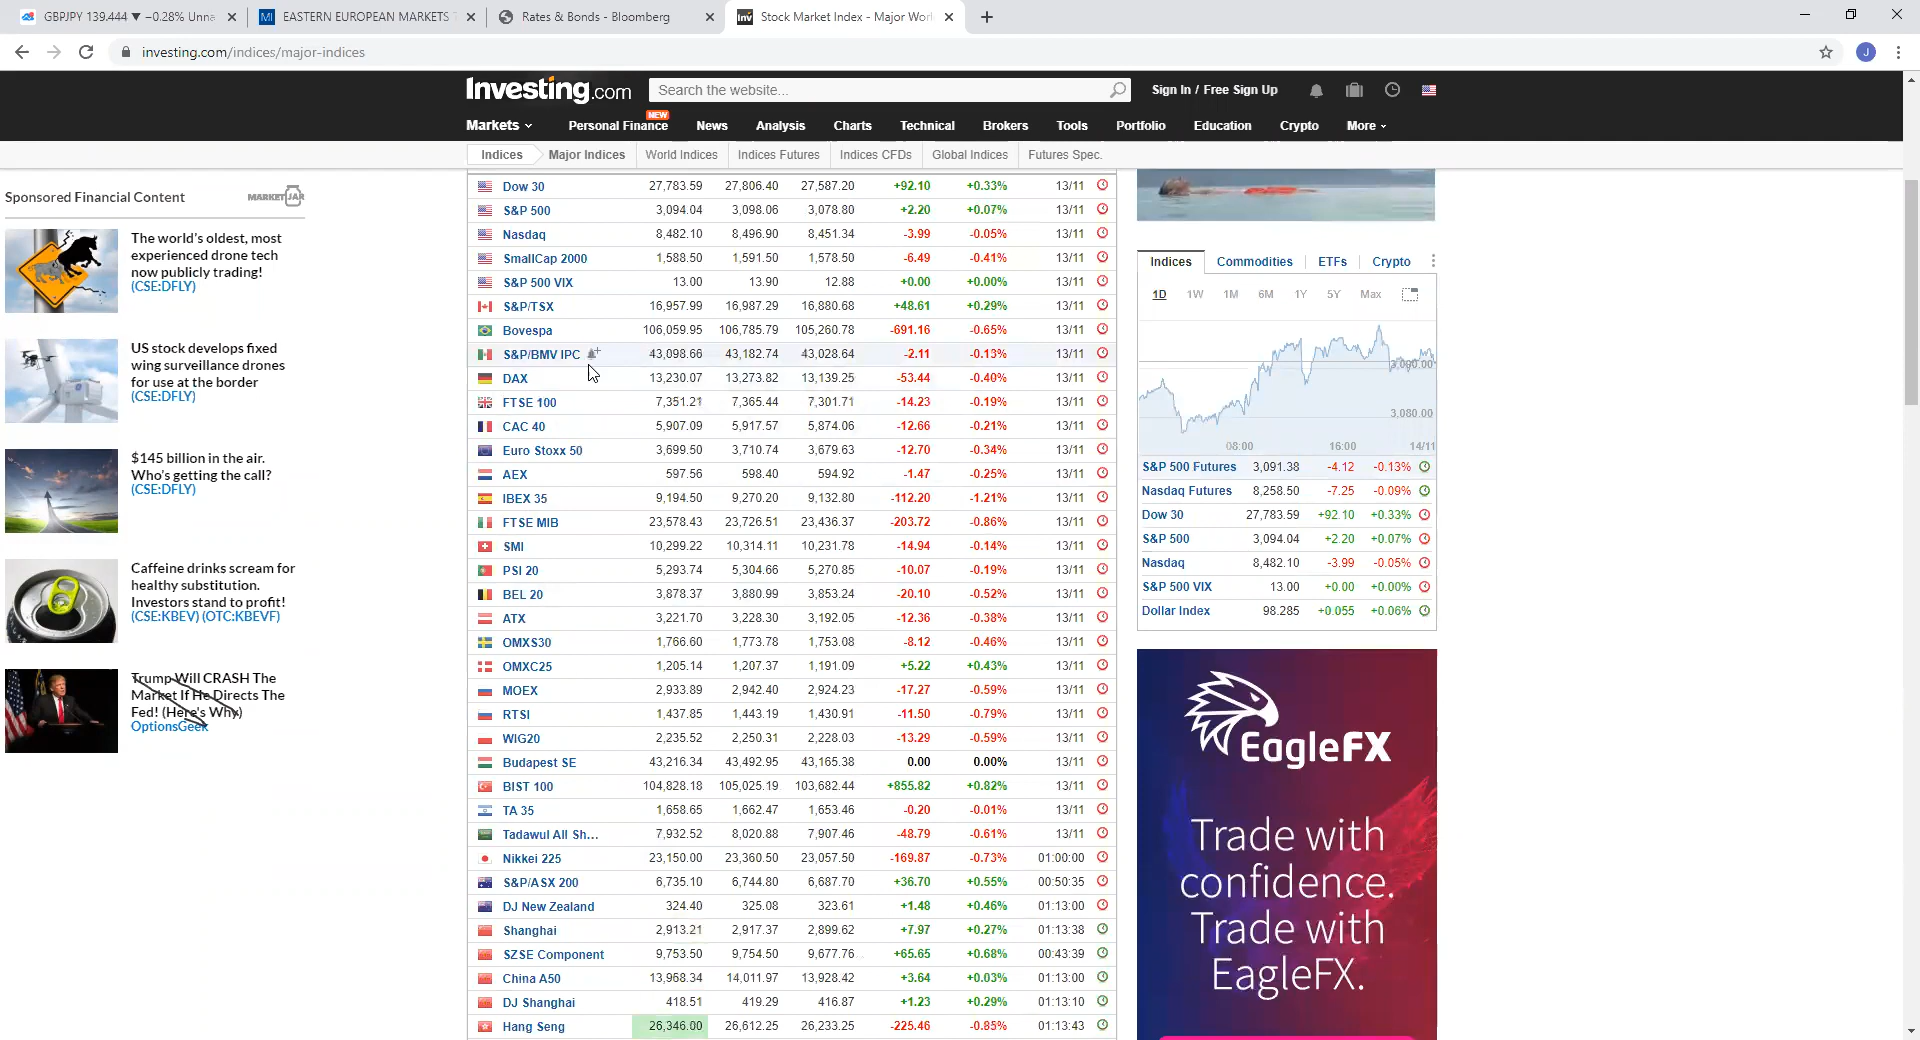 GBPJPY 139.444 ▼ −0.28% Unna
EASTERN EUROPEAN MARKETS
Rates & Bonds - Bloomberg
Stock Market Index - Major Wor
investing.com/indices/major-indices
J
Investing.com
Search the website...
Sign In / Free Sign Up
NEW
Markets
Personal Finance
News
Analysis
Charts
Technical
Brokers
Tools
Portfolio
Education
Crypto
More
Indices
Major Indices
World Indices
Indices Futures
Indices CFDs
Global Indices
Futures Spec.
Sponsored Financial Content
MARKETJAR
The world's oldest, most
experienced drone tech
now publicly trading!
(CSE:DFLY)
US stock develops fixed
wing surveillance drones
for use at the border
(CSE:DFLY)
$145 billion in the air.
Who's getting the call?
(CSE:DFLY)
Caffeine drinks scream for
healthy substitution.
Investors stand to profit!
(CSE:KBEV) (OTC:KBEVF)
Trump Will CRASH The
Market If He Directs The
Fed! (Here's Why)
OptionsGeek
Dow 30 27,783.59 27,806.40 27,587.20 +92.10 +0.33% 13/11
S&P 500 3,094.04 3,098.06 3,078.80 +2.20 +0.07% 13/11
Nasdaq 8,482.10 8,496.90 8,451.34 -3.99 -0.05% 13/11
SmallCap 2000 1,588.50 1,591.50 1,578.50 -6.49 -0.41% 13/11
S&P 500 VIX 13.00 13.90 12.88 +0.00 +0.00% 13/11
S&P/TSX 16,957.99 16,987.29 16,880.68 +48.61 +0.29% 13/11
Bovespa 106,059.95 106,785.79 105,260.78 -691.16 -0.65% 13/11
S&P/BMV IPC 43,098.66 43,182.74 43,028.64 -2.11 -0.13% 13/11
DAX 13,230.07 13,273.82 13,139.25 -53.44 -0.40% 13/11
FTSE 100 7,351.21 7,365.44 7,301.71 -14.23 -0.19% 13/11
CAC 40 5,907.09 5,917.57 5,874.06 -12.66 -0.21% 13/11
Euro Stoxx 50 3,699.50 3,710.74 3,679.63 -12.70 -0.34% 13/11
AEX 597.56 598.40 594.92 -1.47 -0.25% 13/11
IBEX 35 9,194.50 9,270.20 9,132.80 -112.20 -1.21% 13/11
FTSE MIB 23,578.43 23,726.51 23,436.37 -203.72 -0.86% 13/11
SMI 10,299.22 10,314.11 10,231.78 -14.94 -0.14% 13/11
PSI 20 5,293.74 5,304.66 5,270.85 -10.07 -0.19% 13/11
BEL 20 3,878.37 3,880.99 3,853.24 -20.10 -0.52% 13/11
ATX 3,221.70 3,228.30 3,192.05 -12.36 -0.38% 13/11
OMXS30 1,766.60 1,773.78 1,753.08 -8.12 -0.46% 13/11
OMXC25 1,205.14 1,207.37 1,191.09 +5.22 +0.43% 13/11
MOEX 2,933.89 2,942.40 2,924.23 -17.27 -0.59% 13/11
RTSI 1,437.85 1,443.19 1,430.91 -11.50 -0.79% 13/11
WIG20 2,235.52 2,250.31 2,228.03 -13.29 -0.59% 13/11
Budapest SE 43,216.34 43,492.95 43,165.38 0.00 0.00% 13/11
BIST 100 104,828.18 105,025.19 103,682.44 +855.82 +0.82% 13/11
TA 35 1,658.65 1,662.47 1,653.46 -0.20 -0.01% 13/11
Tadawul All Sh... 7,932.52 8,020.88 7,907.46 -48.79 -0.61% 13/11
Nikkei 225 23,150.00 23,360.50 23,057.50 -169.87 -0.73% 01:00:00
S&P/ASX 200 6,735.10 6,744.80 6,687.70 +36.70 +0.55% 00:50:35
DJ New Zealand 324.40 325.08 323.61 +1.48 +0.46% 01:13:00
Shanghai 2,913.21 2,917.37 2,899.62 +7.97 +0.27% 01:13:38
SZSE Component 9,753.50 9,754.50 9,677.76 +65.65 +0.68% 00:43:39
China A50 13,968.34 14,011.97 13,928.42 +3.64 +0.03% 01:13:00
DJ Shanghai 418.51 419.29 416.87 +1.23 +0.29% 01:13:10
Hang Seng 26,346.00 26,612.25 26,233.25 -225.46 -0.85% 01:13:43
Indices
Commodities
ETFs
Crypto
1D 1W 1M 6M 1Y 5Y Max
3,080.00
08:00 16:00 14/11
S&P 500 Futures 3,091.38 -4.12 -0.13%
Nasdaq Futures 8,258.50 -7.25 -0.09%
Dow 30 27,783.59 +92.10 +0.33%
S&P 500 3,094.04 +2.20 +0.07%
Nasdaq 8,482.10 -3.99 -0.05%
S&P 500 VIX 13.00 +0.00 +0.00%
Dollar Index 98.285 +0.055 +0.06%
EagleFX
Trade with
confidence.
Trade with
EagleFX.